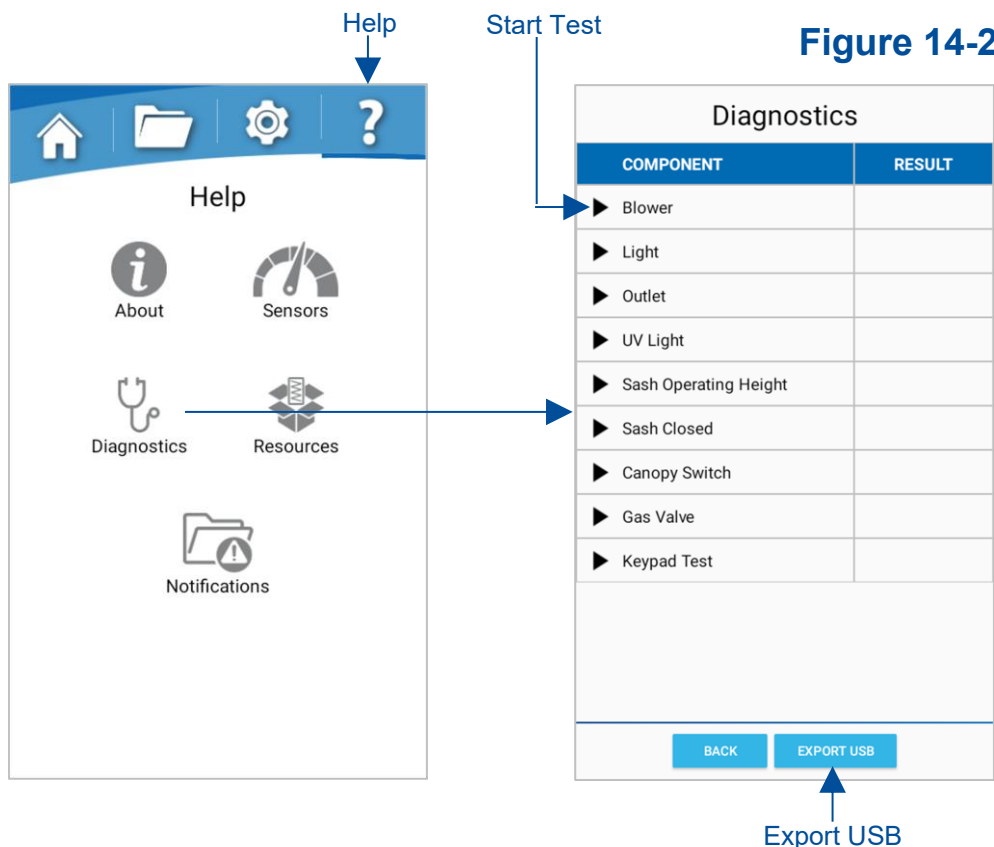 Help
Start Test
Figure 14-2
?
Help
About
Sensors
Diagnostics
Resources
Notifications
Diagnostics
COMPONENT RESULT
Blower
Light
Outlet
UV Light
Sash Operating Height
Sash Closed
Canopy Switch
Gas Valve
Keypad Test
BACK EXPORT USB
Export USB